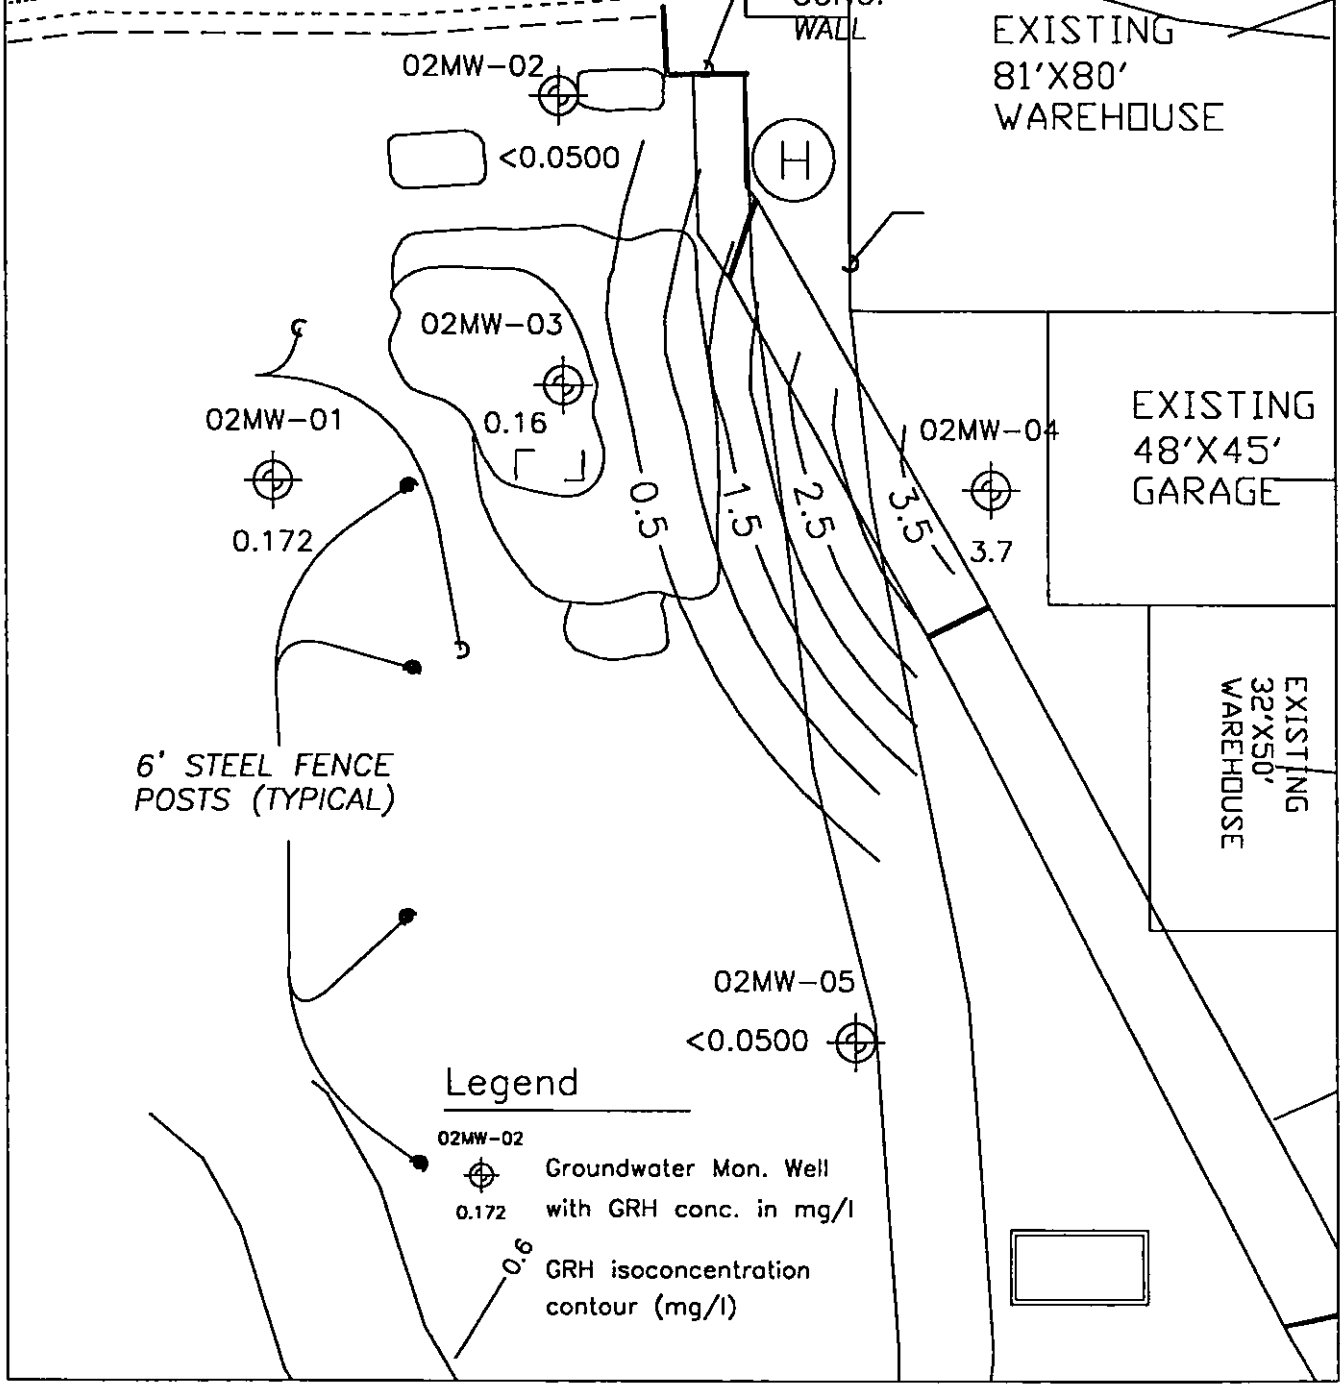 WALL
EXISTING
81'X80'
WAREHOUSE
02MW-02
<0.0500
H
02MW-03
0.16
02MW-01
0.172
02MW-04
3.7
EXISTING
48'X45'
GARAGE
0.5
1.5
2.5
3.5
EXISTING
32'X50'
WAREHOUSE
6' STEEL FENCE
POSTS (TYPICAL)
02MW-05
<0.0500
Legend
02MW-02
0.172
Groundwater Mon. Well
with GRH conc. in mg/l
0.6
GRH isoconcentration
contour (mg/l)